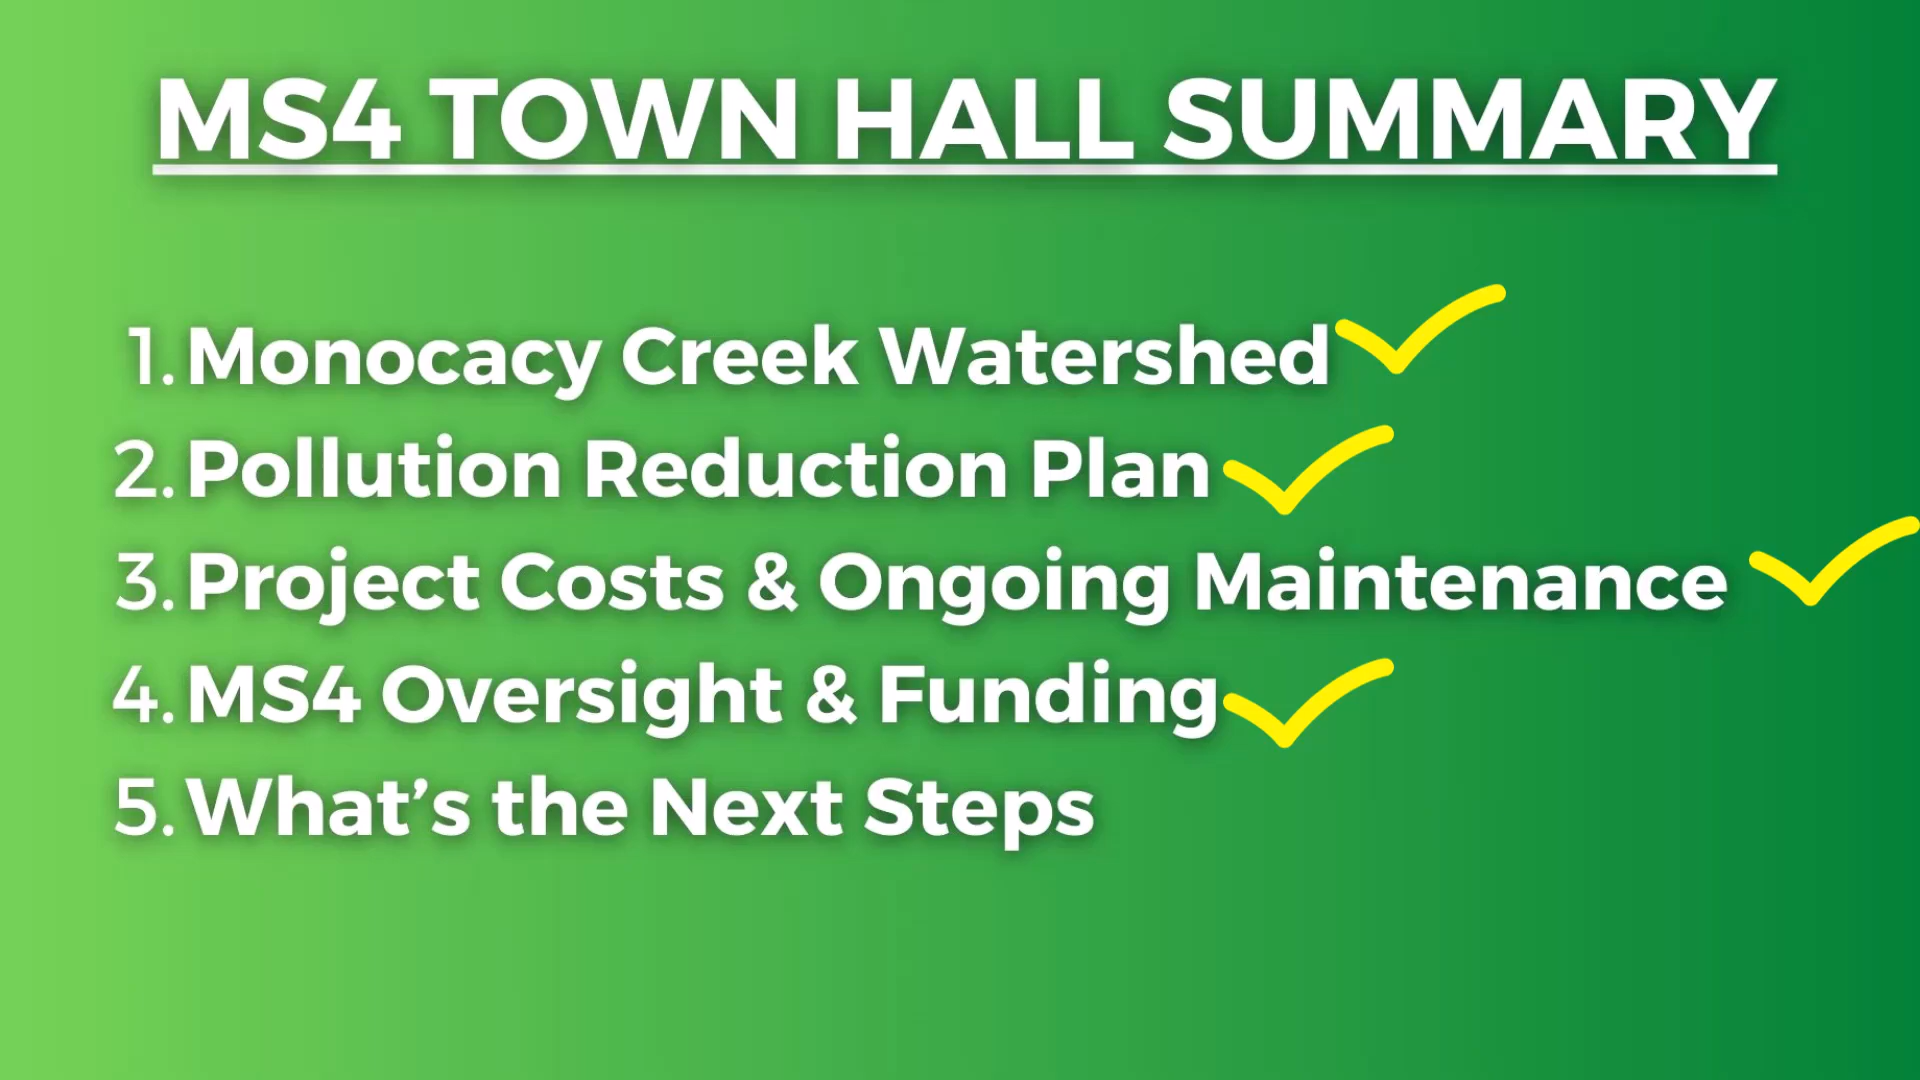 MS4 TOWN HALL SUMMARY
1. Monocacy Creek Watershed
2. Pollution Reduction Plan
3. Project Costs & Ongoing Maintenance
4. MS4 Oversight & Funding
5. What’s the Next Steps